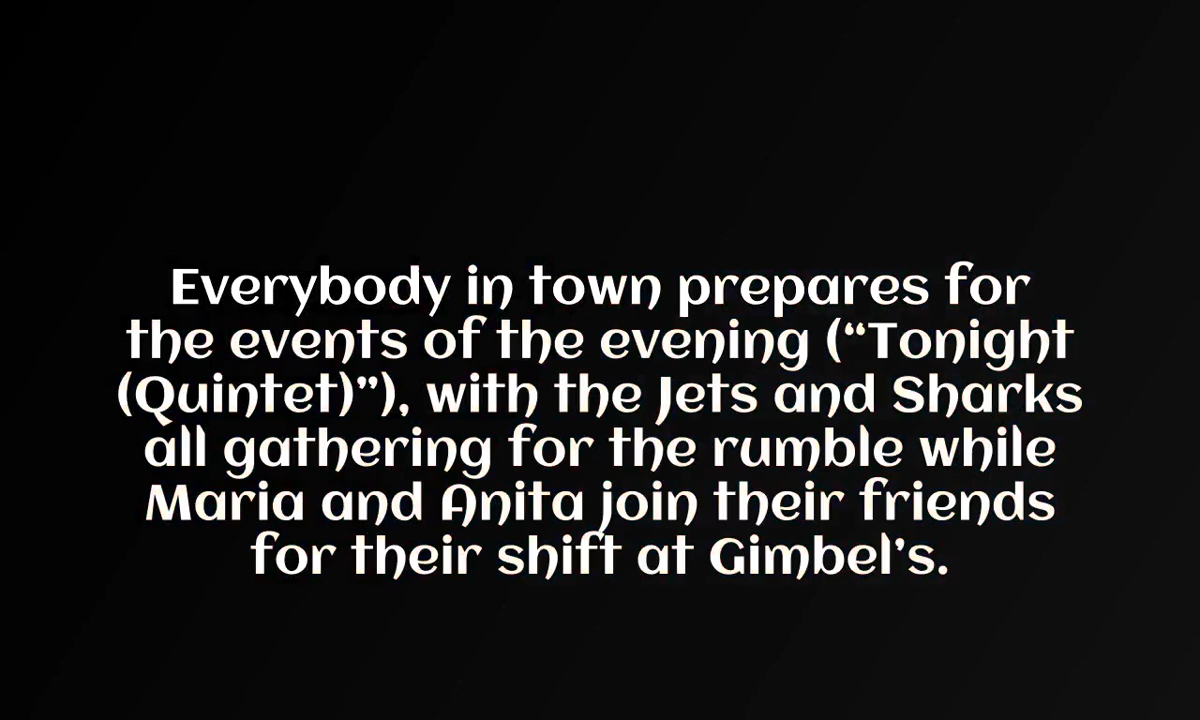 Everybody in town prepares for
the events of the evening (“Tonight
(Quintet)”), with the Jets and Sharks
all gathering for the rumble while
Maria and Anita join their friends
for their shift at Gimbel’s.